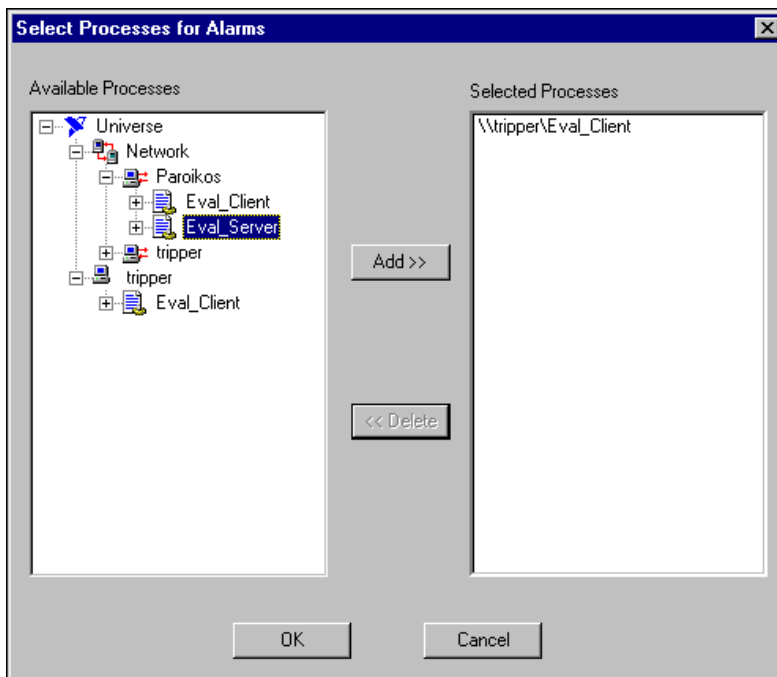 Select Processes for Alarms
Available Processes
Universe
Network
Paroikos
Eval_Client
Eval_Server
tripper
tripper
Eval_Client
Add >>
<< Delete
Selected Processes
\\tripper\Eval_Client
OK
Cancel